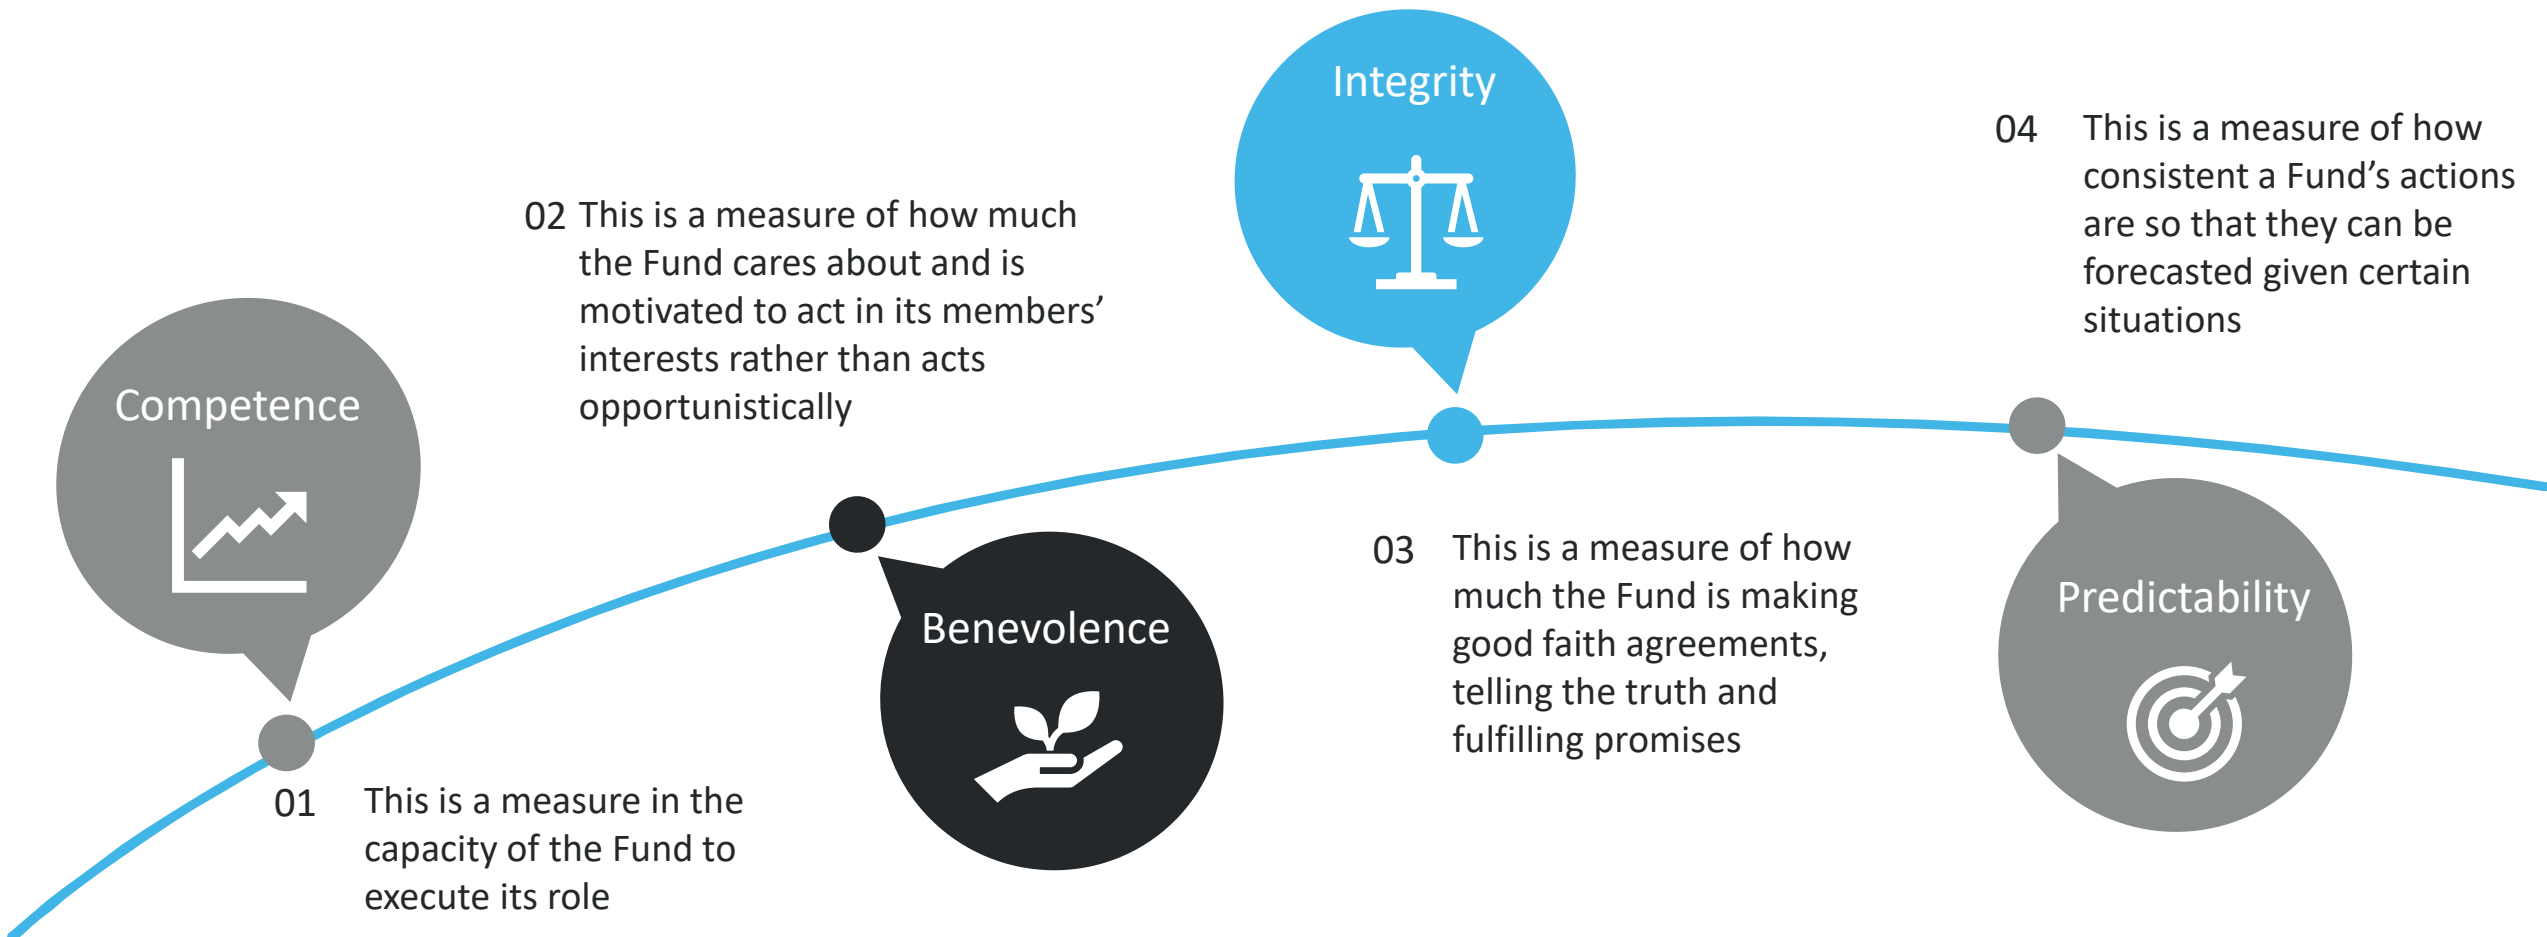 Competence
01 This is a measure in the
capacity of the Fund to
execute its role
02 This is a measure of how much
the Fund cares about and is
motivated to act in its members’
interests rather than acts
opportunistically
Benevolence
Integrity
03 This is a measure of how
much the Fund is making
good faith agreements,
telling the truth and
fulfilling promises
04 This is a measure of how
consistent a Fund’s actions
are so that they can be
forecasted given certain
situations
Predictability